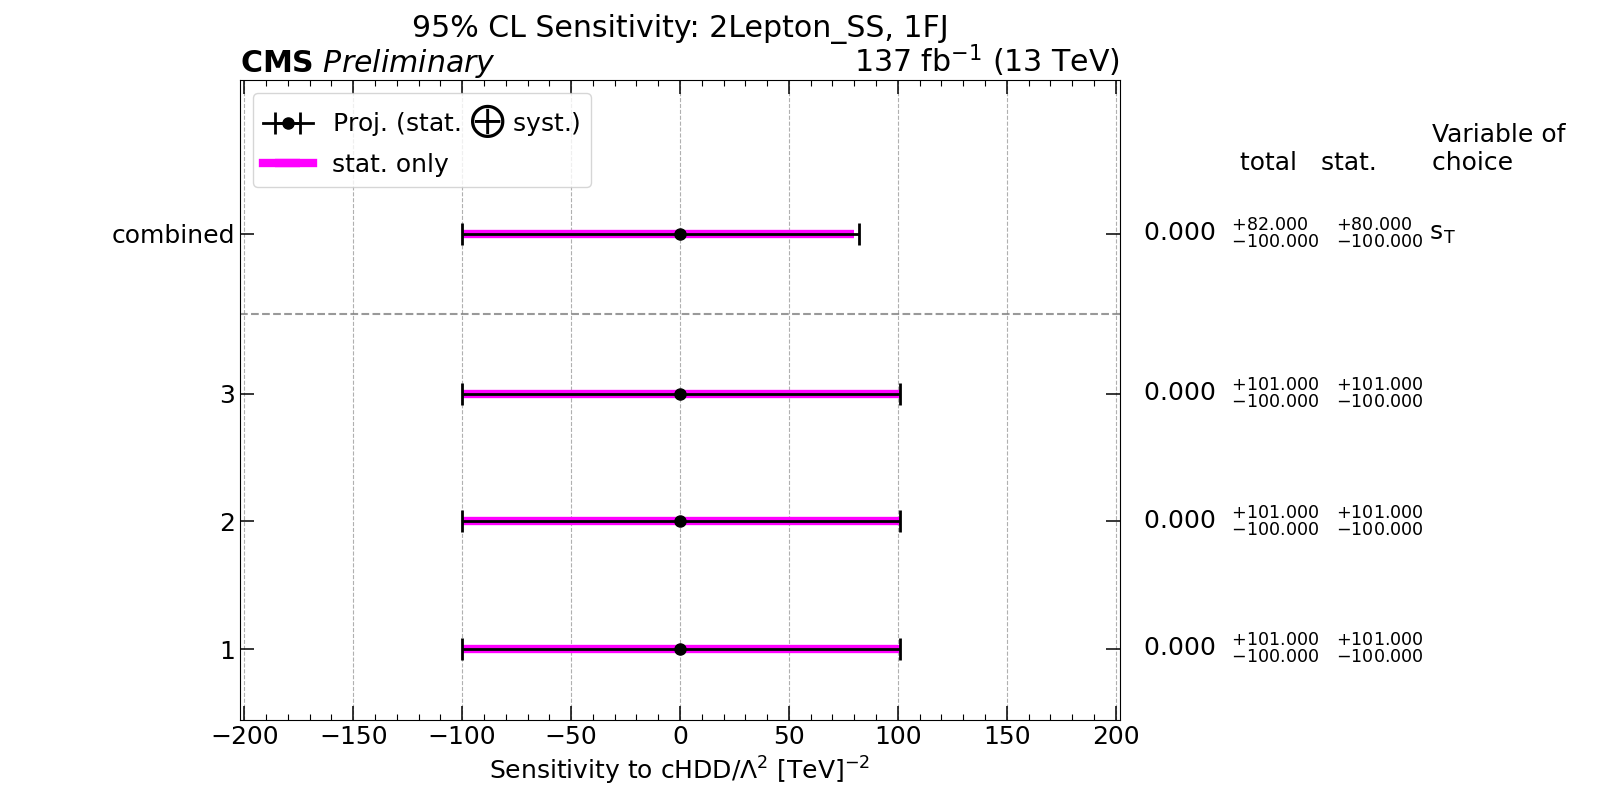 95% CL Sensitivity: 2Lepton_SS, 1FJ
CMS Preliminary 137 fb⁻¹ (13 TeV)
Proj. (stat. ⨁ syst.)
stat. only
Variable of
total stat. choice
combined 0.000 +82.000 −100.000 +80.000 −100.000 s_T
3 0.000 +101.000 −100.000 +101.000 −100.000
2 0.000 +101.000 −100.000 +101.000 −100.000
1 0.000 +101.000 −100.000 +101.000 −100.000
−200 −150 −100 −50 0 50 100 150 200
Sensitivity to cHDD/Λ² [TeV]⁻²